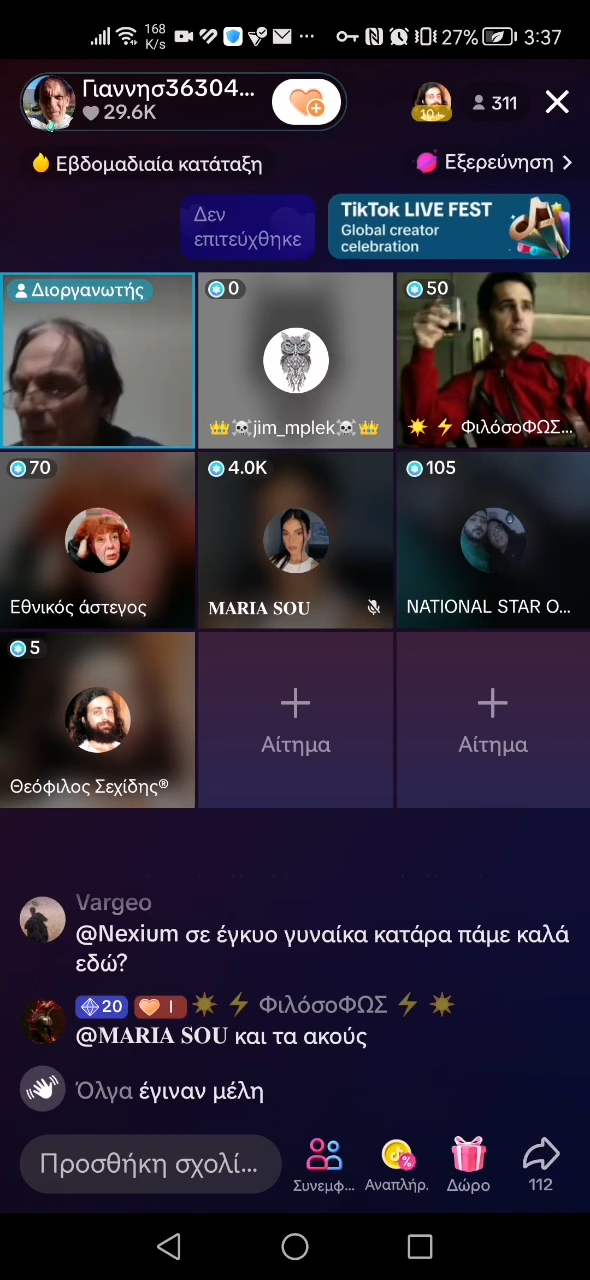 168
K/s
27%
3:37
Γιαννησ36304...
29.6K
10+
311
Εβδομαδιαία κατάταξη
Εξερεύνηση
Δεν
επιτεύχθηκε
TikTok LIVE FEST
Global creator
celebration
Διοργανωτής
0
jim_mplek
50
ΦιλόσοΦΩΣ...
70
Εθνικός άστεγος
4.0K
MARIA SOU
105
NATIONAL STAR O...
5
Θεόφιλος Σεχίδης®
Αίτημα
Αίτημα
Vargeo
@Nexium σε έγκυο γυναίκα κατάρα πάμε καλά
εδώ?
20 I ΦιλόσοΦΩΣ
@MARIA SOU και τα ακούς
Όλγα έγιναν μέλη
Προσθήκη σχολί...
Συνεμφ...
Αναπλήρ.
Δώρο
112